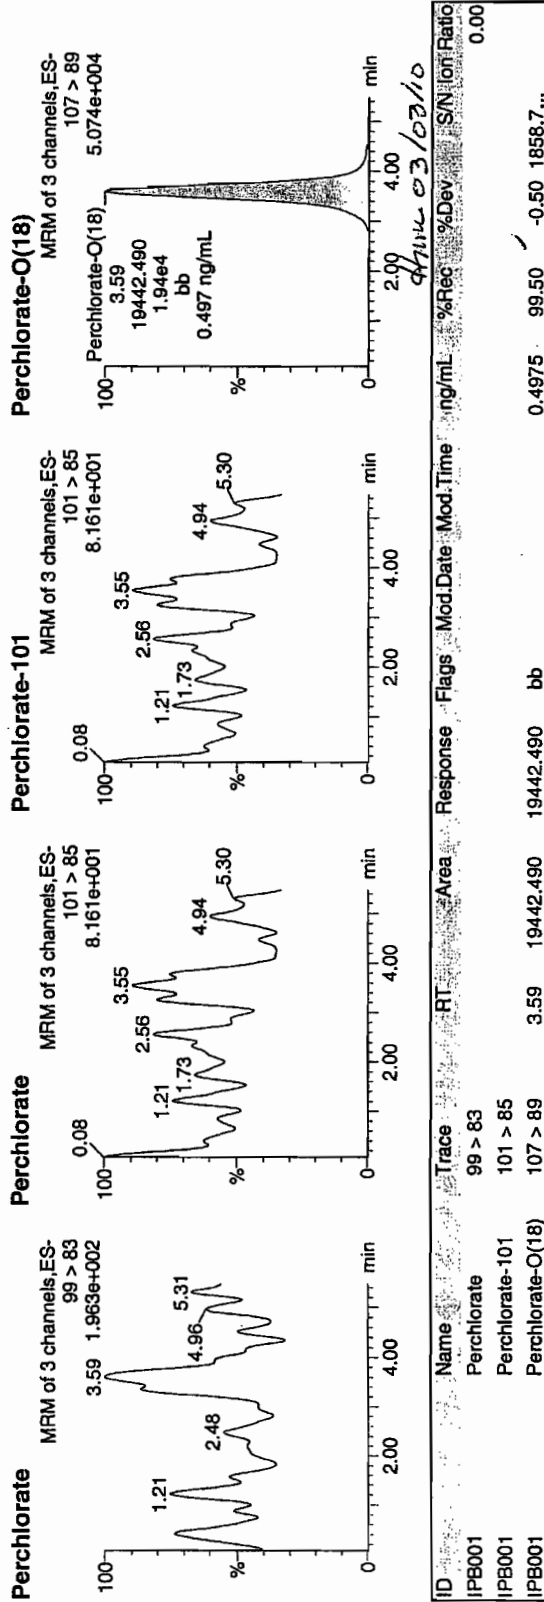 Perchlorate
MRM of 3 channels,ES-
99 > 83
1.963e+002
100
%
0
1.21
2.48
3.59
4.96
5.31
2.00
4.00
min
Perchlorate
MRM of 3 channels,ES-
101 > 85
8.161e+001
100
%
0
0.08
1.21
1.73
2.56
3.55
4.94
5.30
2.00
4.00
min
Perchlorate-101
MRM of 3 channels,ES-
101 > 85
8.161e+001
100
%
0
0.08
1.21
1.73
2.56
3.55
4.94
5.30
2.00
4.00
min
Perchlorate-O(18)
MRM of 3 channels,ES-
107 > 89
5.074e+004
100
%
0
Perchlorate-O(18)
3.59
19442.490
1.94e4
bb
0.497 ng/mL
2.00
4.00
min
03/03/10
ID Name Trace RT Area Response Flags Mod.Date Mod.Time ng/mL %Rec %Dev S/N Ion Ratio
IPB001 Perchlorate 99 > 83 0.00
IPB001 Perchlorate-101 101 > 85
IPB001 Perchlorate-O(18) 107 > 89 3.59 19442.490 19442.490 bb 0.4975 99.50 -0.50 1858.7...